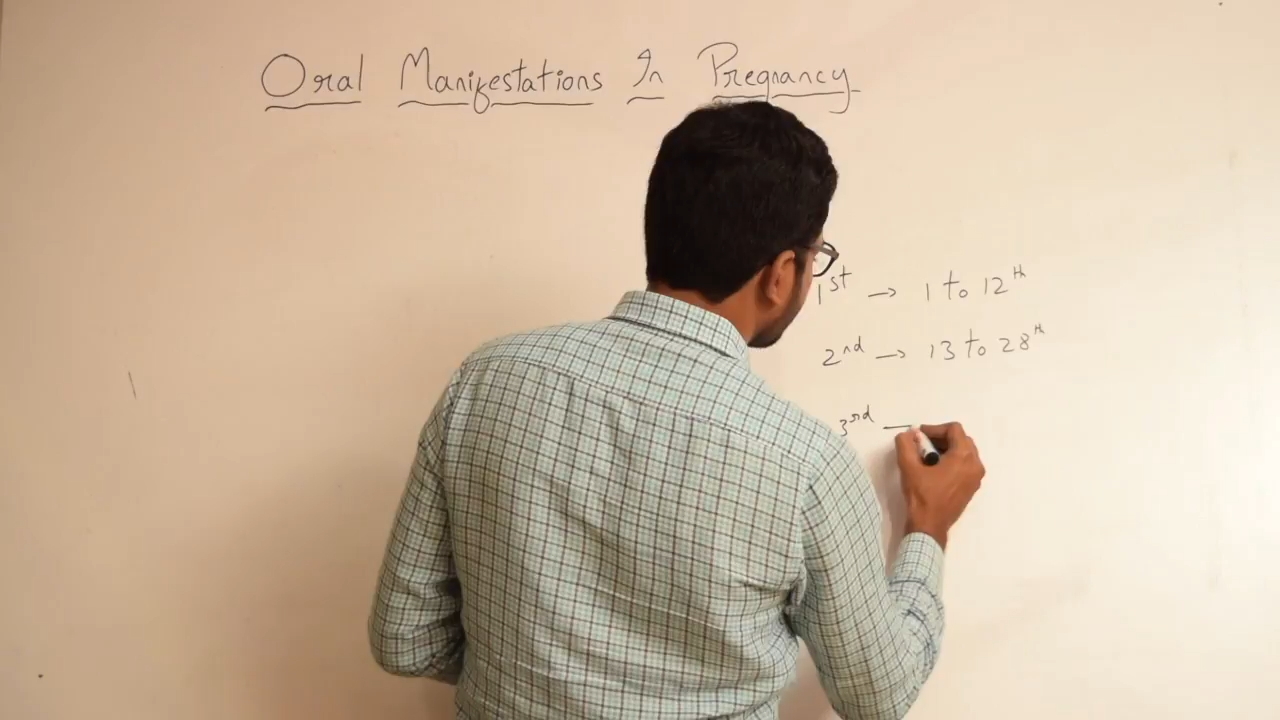 Oral Manifestations In Pregnancy
1st → 1 to 12th
2nd → 13 to 28th
3rd —